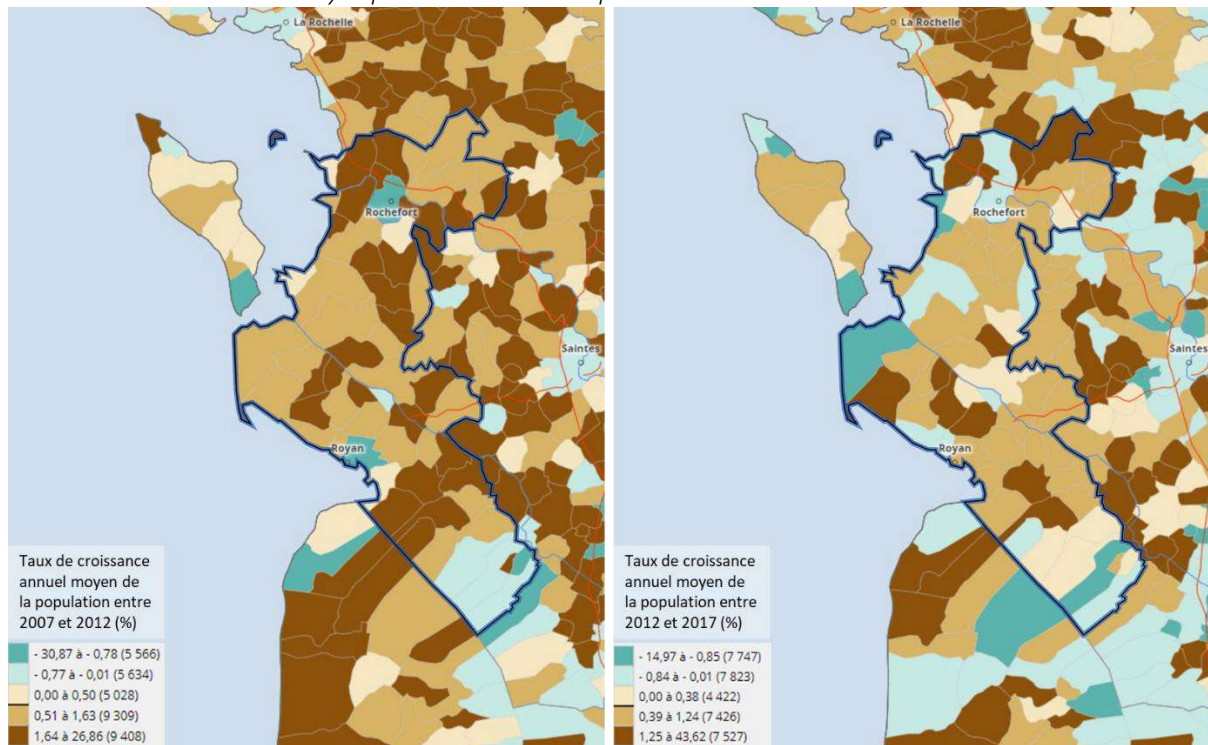 La Rochelle
Rochefort
Saintes
Royan
Taux de croissance
annuel moyen de
la population entre
2007 et 2012 (%)
- 30,87 à - 0,78 (5 566)
- 0,77 à - 0,01 (5 634)
0,00 à 0,50 (5 028)
0,51 à 1,63 (9 309)
1,64 à 26,86 (9 408)
La Rochelle
Rochefort
Saintes
Royan
Taux de croissance
annuel moyen de
la population entre
2012 et 2017 (%)
- 14,97 à - 0,85 (7 747)
- 0,84 à - 0,01 (7 823)
0,00 à 0,38 (4 422)
0,39 à 1,24 (7 426)
1,25 à 43,62 (7 527)